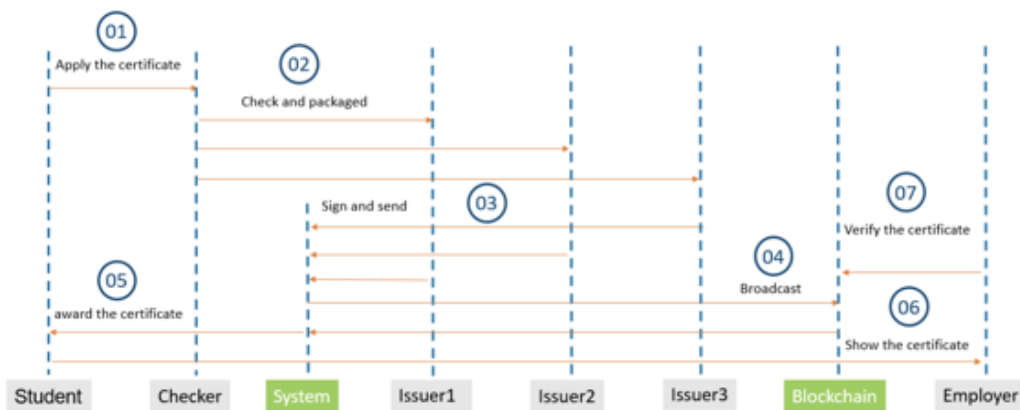 01
Apply the certificate
02
Check and packaged
Sign and send
03
07
Verify the certificate
04
Broadcast
05
award the certificate
06
Show the certificate
Student
Checker
System
Issuer1
Issuer2
Issuer3
Blockchain
Employer